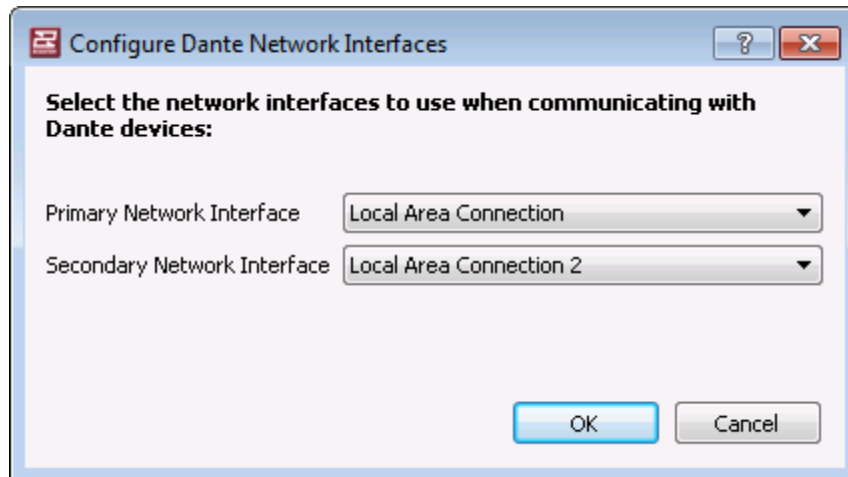 Configure Dante Network Interfaces
Select the network interfaces to use when communicating with
Dante devices:
Primary Network Interface Local Area Connection
Secondary Network Interface Local Area Connection 2
OK Cancel